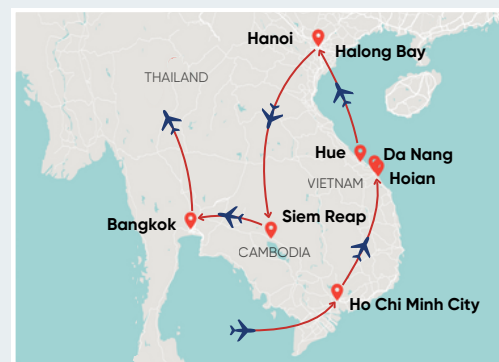 Hanoi
Halong Bay
THAILAND
Hue
Da Nang
VIETNAM
Hoian
Bangkok
Siem Reap
CAMBODIA
Ho Chi Minh City